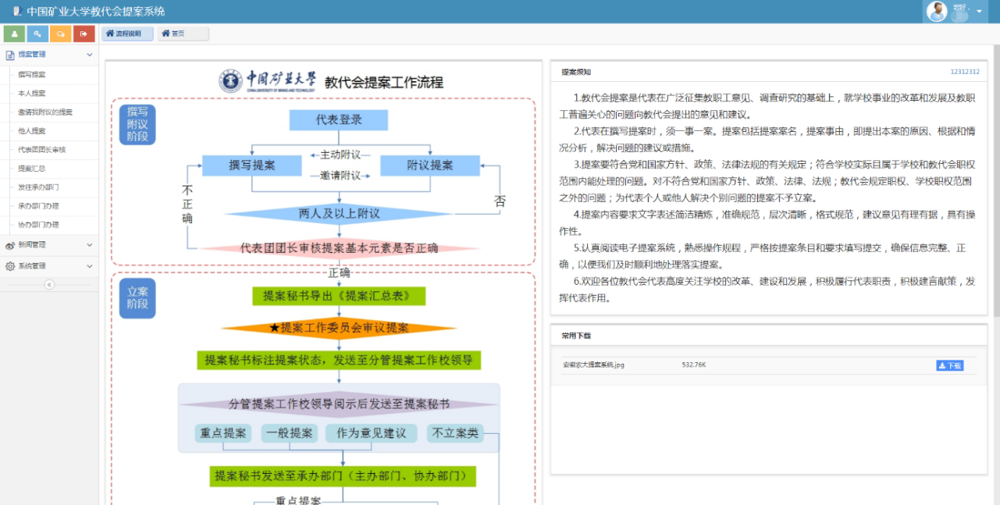 中国矿业大学教代会提案系统
您好，
流程说明
首页
提案管理
撰写提案
本人提案
邀请我附议的提案
他人提案
代表团团长审核
提案汇总
发往承办部门
承办部门办理
协办部门办理
新闻管理
系统管理
中国矿业大学
CHINA UNIVERSITY OF MINING AND TECHNOLOGY
教代会提案工作流程
撰写
附议
阶段
代表登录
撰写提案
主动附议
邀请附议
附议提案
不正确
两人及以上附议
否
代表团团长审核提案基本元素是否正确
正确
立案
阶段
提案秘书导出《提案汇总表》
★提案工作委员会审议提案
提案秘书标注提案状态，发送至分管提案工作校领导
分管提案工作校领导阅示后发送至提案秘书
重点提案
一般提案
作为意见建议
不立案类
提案秘书发送至承办部门（主办部门、协办部门）
重点提案
提案须知
12312312
1.教代会提案是代表在广泛征集教职工意见、调查研究的基础上，就学校事业的改革和发展及教职
工普遍关心的问题向教代会提出的意见和建议。
2.代表在撰写提案时，须一事一案。提案包括提案案名，提案事由，即提出本案的原因、根据和情
况分析，解决问题的建议或措施。
3.提案要符合党和国家方针、政策、法律法规的有关规定；符合学校实际且属于学校和教代会职权
范围内能处理的问题。对不符合党和国家方针、政策、法律、法规；教代会规定职权、学校职权范围
之外的问题；为代表个人或他人解决个别问题的提案不予立案。
4.提案内容要求文字表述简洁精炼，准确规范，层次清晰，格式规范，建议意见有理有据，具有操
作性。
5.认真阅读电子提案系统，熟悉操作规程，严格按提案条目和要求填写提交，确保信息完整、正
确，以便我们及时顺利地处理落实提案。
6.欢迎各位教代会代表高度关注学校的改革、建设和发展，积极履行代表职责，积极建言献策，发
挥代表作用。
常用下载
安徽农大提案系统.jpg
532.76K
下载